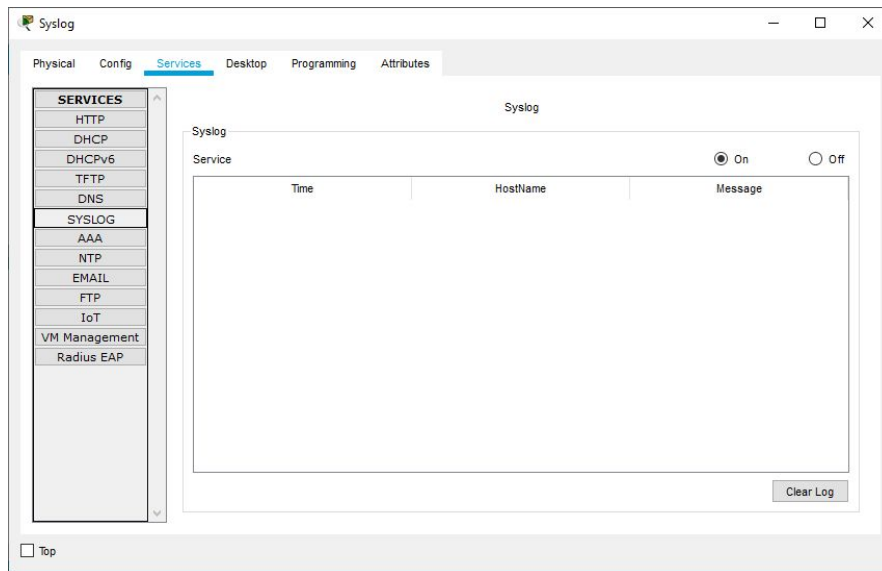 Syslog
Physical Config Services Desktop Programming Attributes
SERVICES
HTTP
DHCP
DHCPv6
TFTP
DNS
SYSLOG
AAA
NTP
EMAIL
FTP
IoT
VM Management
Radius EAP
Syslog
Syslog
Service On Off
Time HostName Message
Clear Log
Top